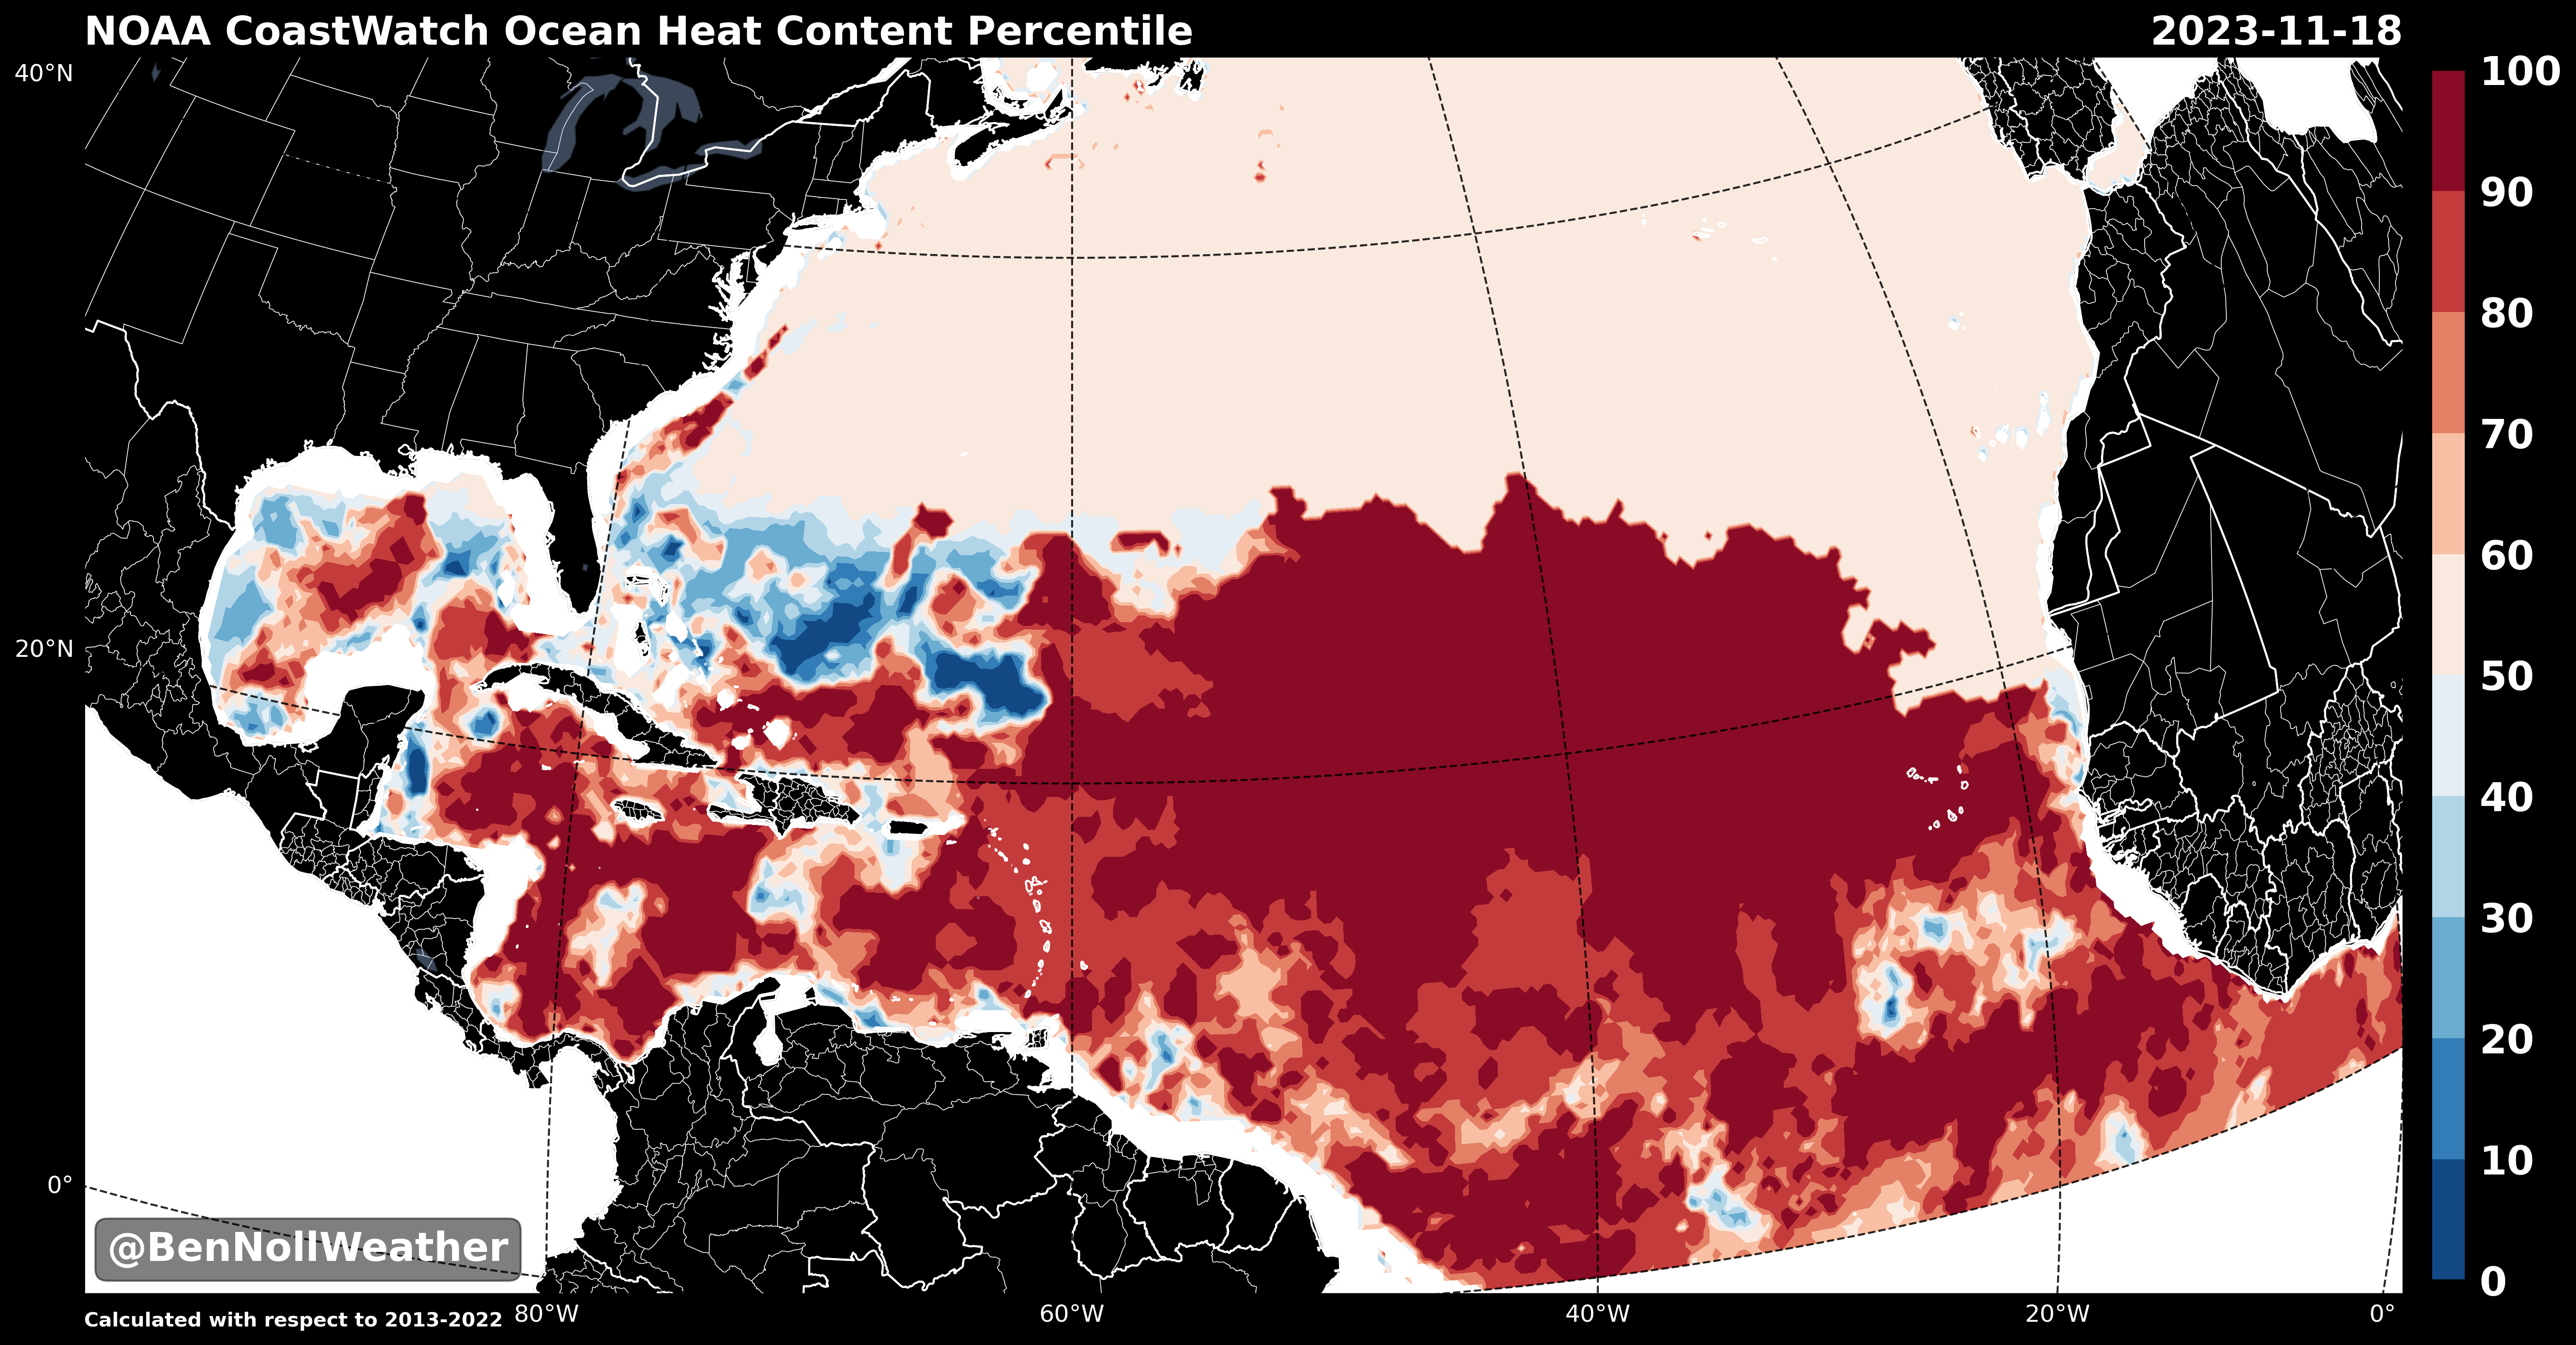 NOAA CoastWatch Ocean Heat Content Percentile
2023-11-18
40°N
20°N
0°
100
90
80
70
60
50
40
30
20
10
0
@BenNollWeather
Calculated with respect to 2013-2022
80°W
60°W
40°W
20°W
0°